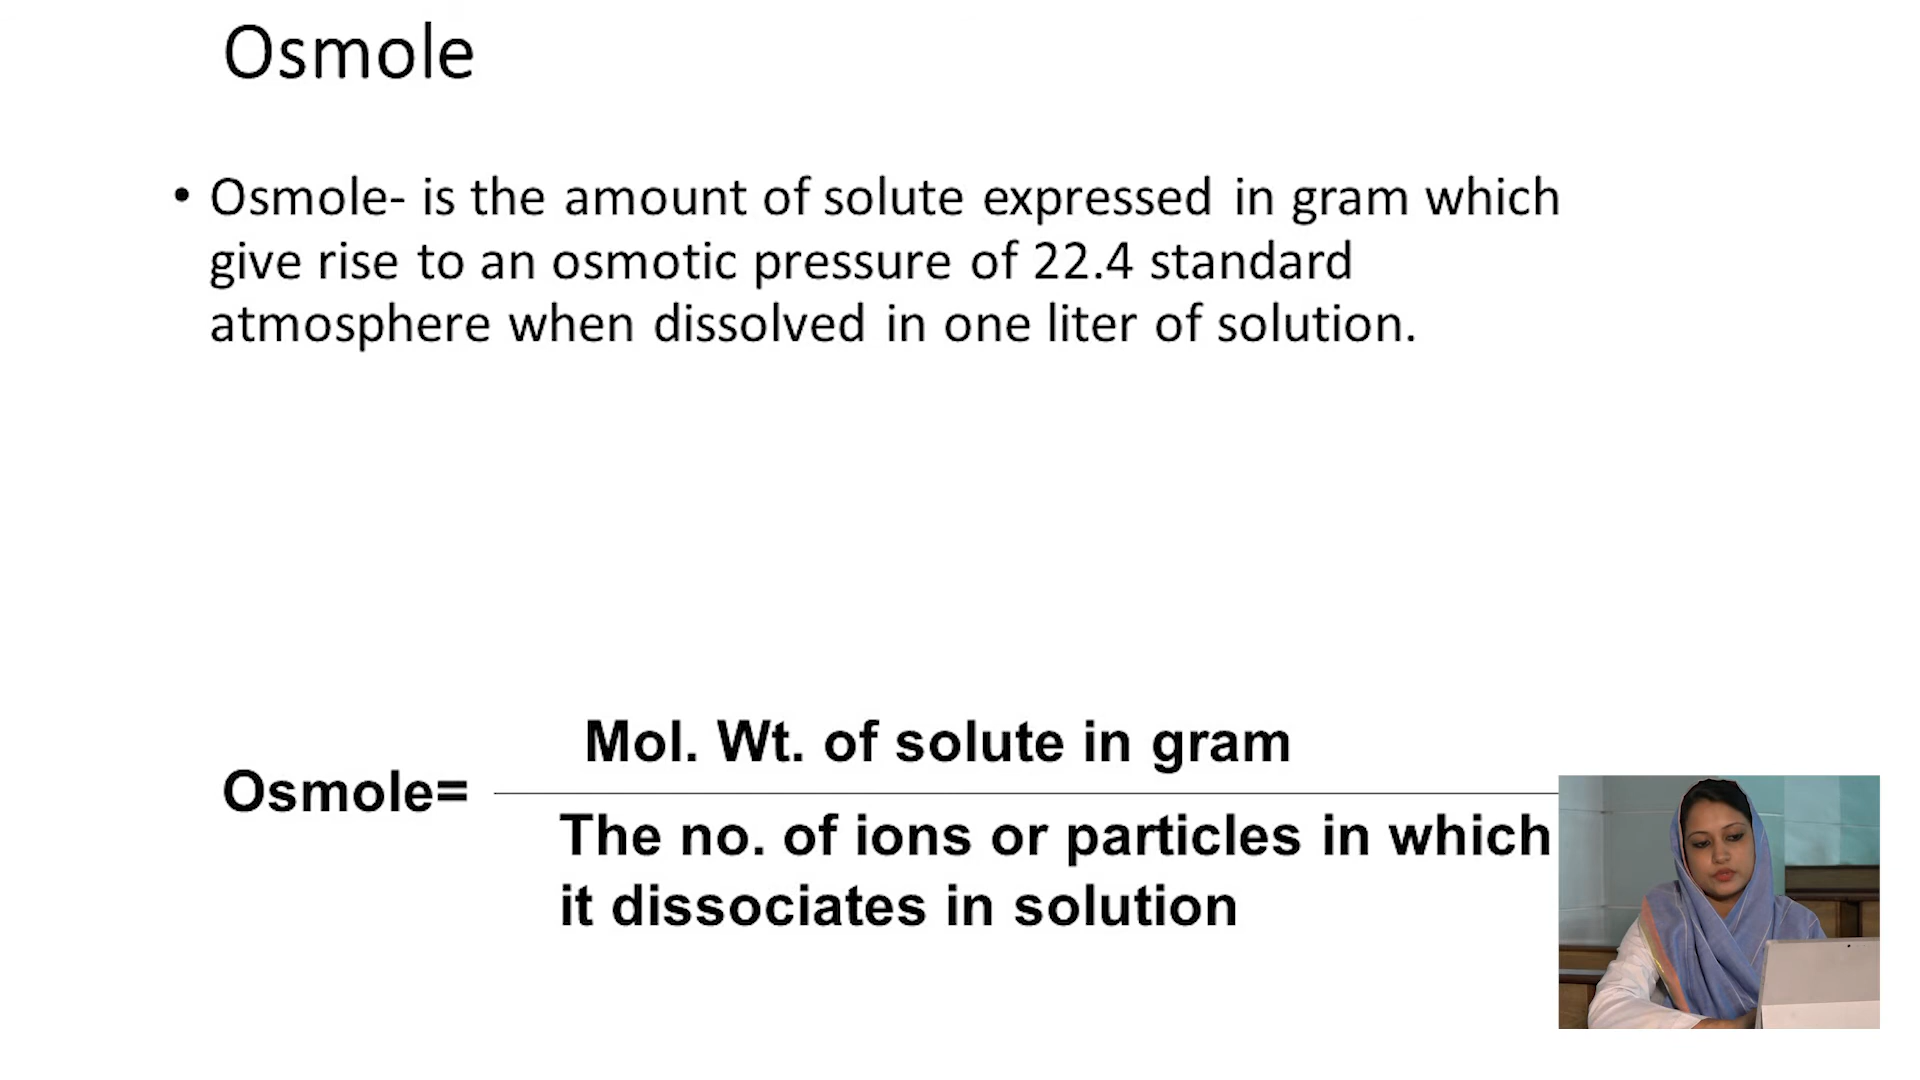 Osmole
• Osmole- is the amount of solute expressed in gram which
give rise to an osmotic pressure of 22.4 standard
atmosphere when dissolved in one liter of solution.
Mol. Wt. of solute in gram
Osmole=
The no. of ions or particles in which
it dissociates in solution